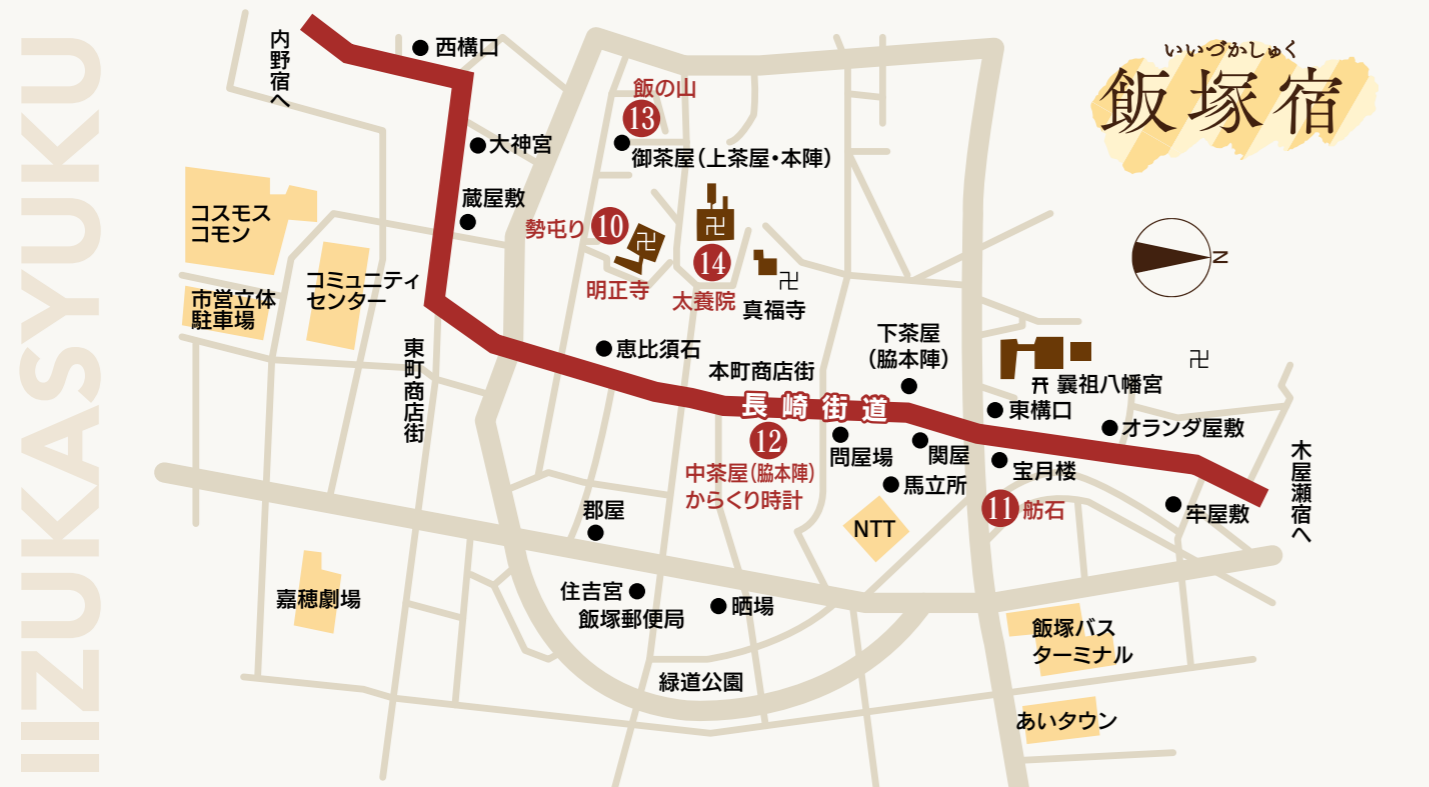 いいづかしゅく
飯塚宿
IIZUKASYUKU
内野宿へ
西構口
飯の山
13
大神宮
御茶屋(上茶屋・本陣)
蔵屋敷
コスモス
コモン
勢屯り
10
卍
卍
14
明正寺
太養院
卍
真福寺
N
コミュニティ
センター
市営立体
駐車場
東町商店街
恵比須石
本町商店街
下茶屋
(脇本陣)
卍
曩祖八幡宮
長崎街道
東構口
オランダ屋敷
12
中茶屋(脇本陣)
からくり時計
問屋場
関屋
宝月楼
馬立所
11
舫石
牢屋敷
木屋瀬宿へ
郡屋
NTT
嘉穂劇場
住吉宮
飯塚郵便局
晒場
飯塚バス
ターミナル
緑道公園
あいタウン